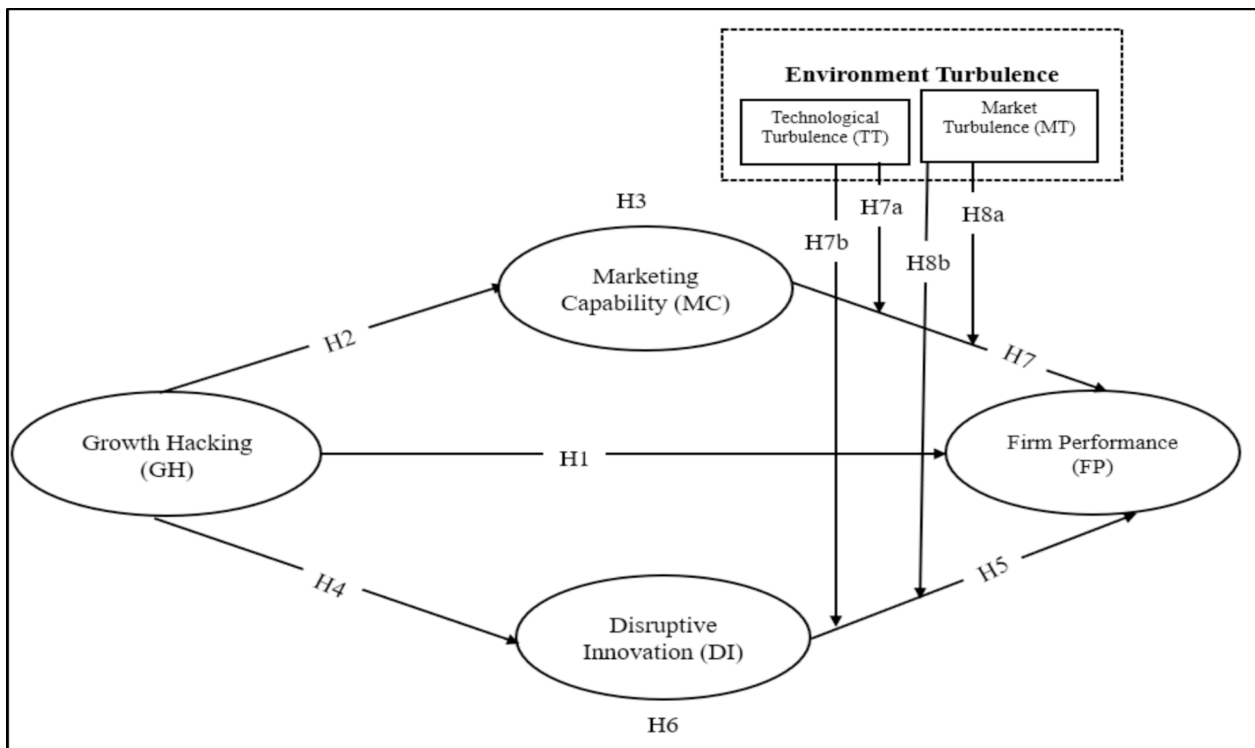 Environment Turbulence
Technological
Turbulence (TT)
Market
Turbulence (MT)
H3
H7a
H8a
H7b
H8b
Marketing
Capability (MC)
H2
H7
Growth Hacking
(GH)
H1
Firm Performance
(FP)
H4
H5
Disruptive
Innovation (DI)
H6